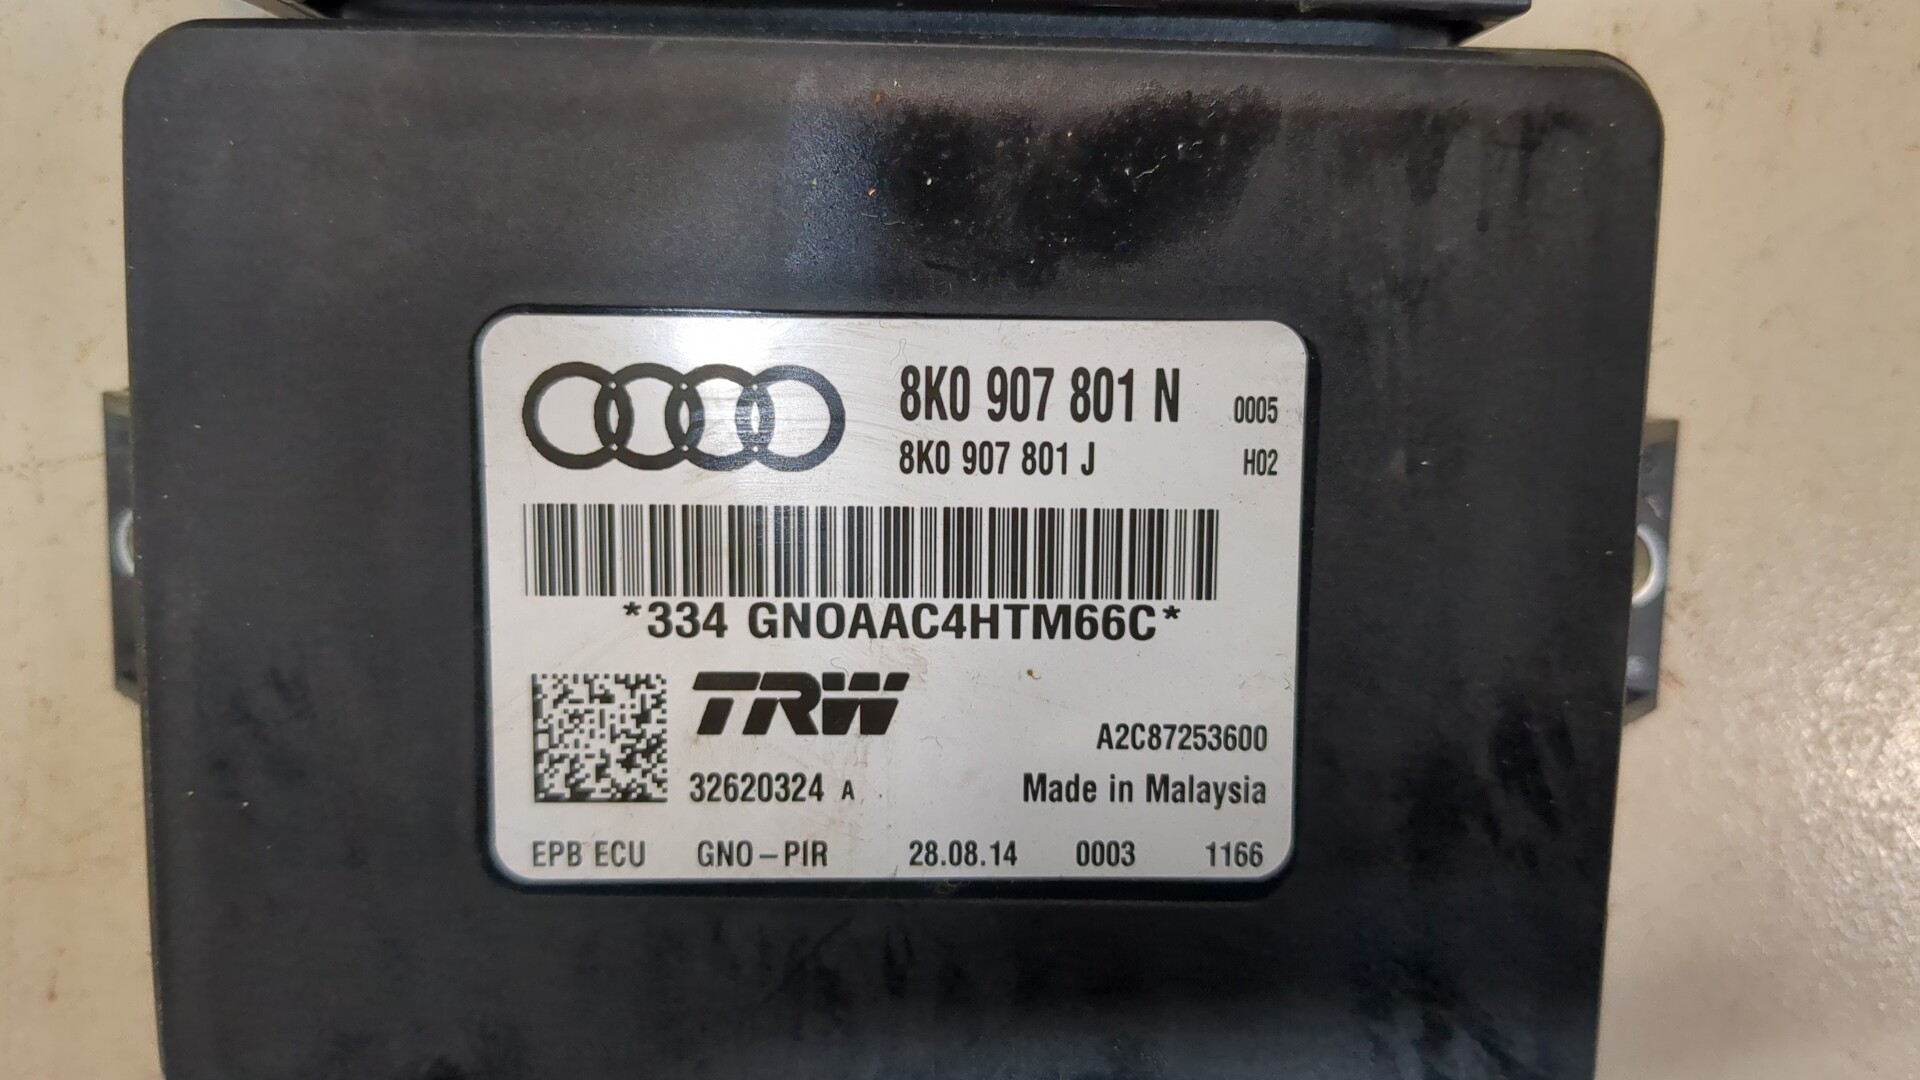 8K0 907 801 N 0005
8K0 907 801 J H02
*334 GNOAAC4HTM66C*
TRW
A2C87253600
32620324 A
Made in Malaysia
EPB ECU GNO-PIR 28.08.14 0003 1166